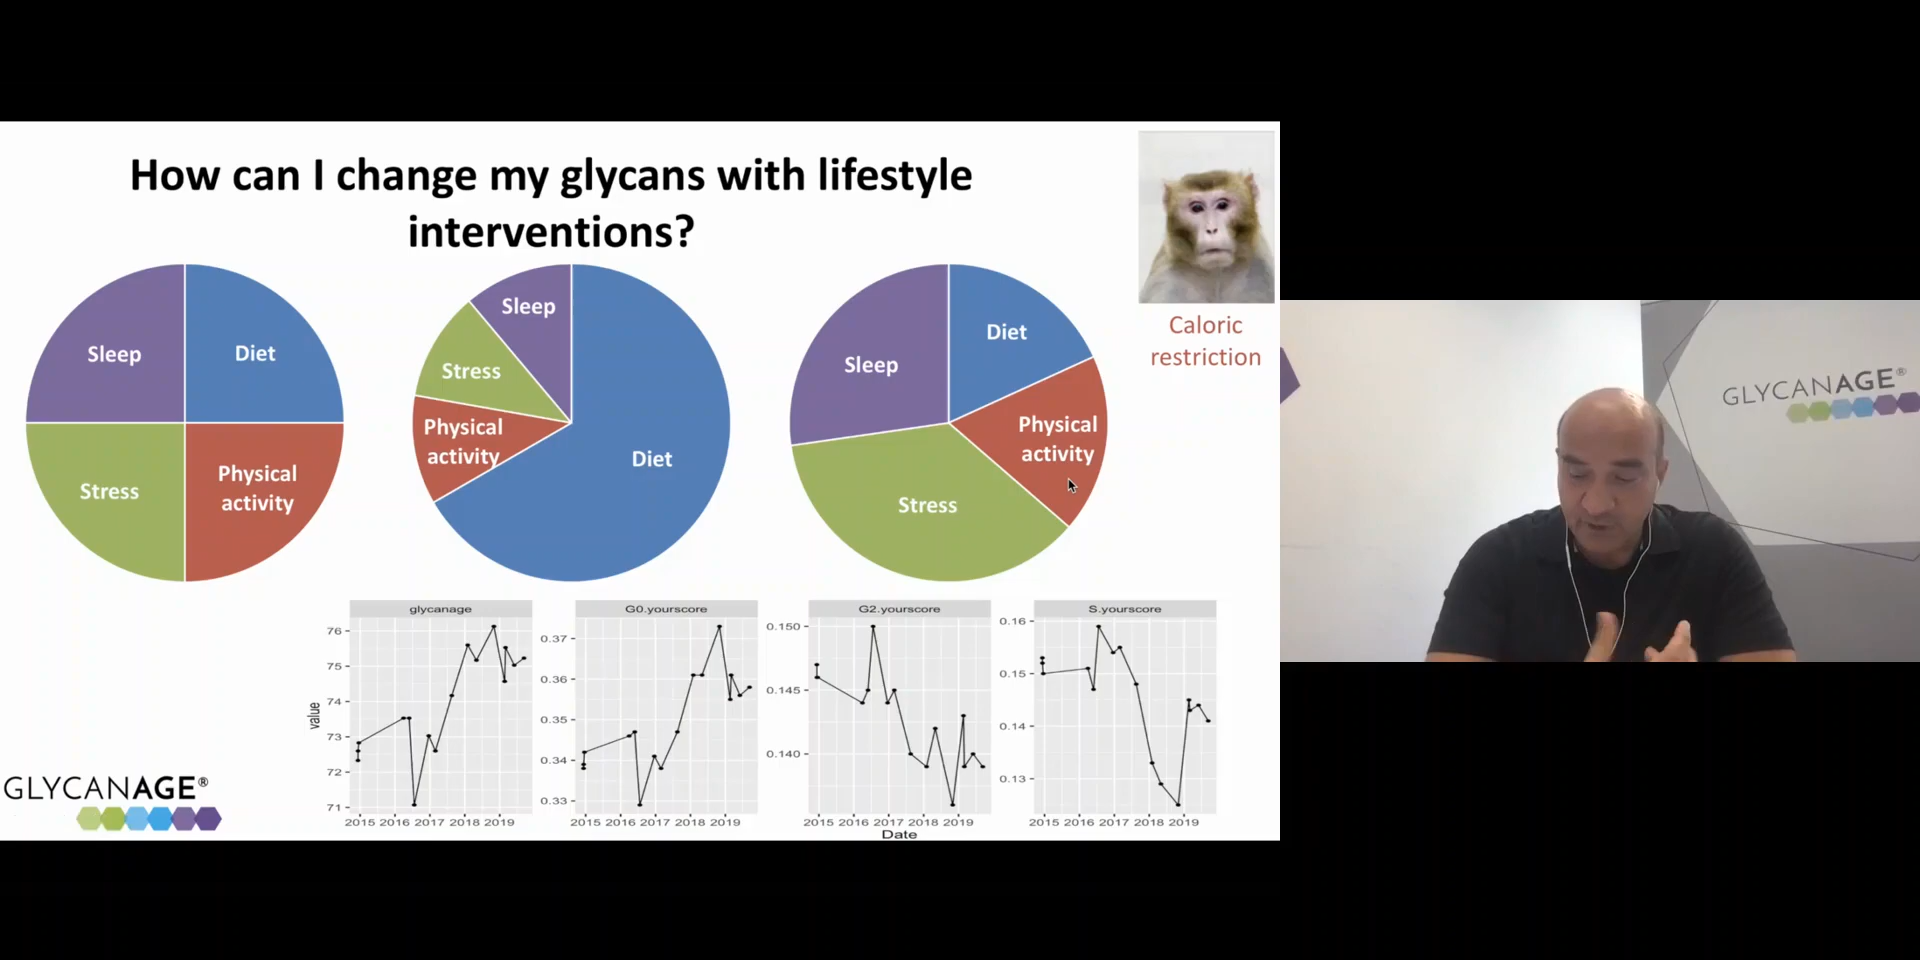 How can I change my glycans with lifestyle
interventions?
Caloric
restriction
Sleep
Diet
Stress
Physical
activity
Sleep
Stress
Physical
activity
Diet
Sleep
Diet
Physical
activity
Stress
glycanage
76
75
74
73
72
71
value
2015 2016 2017 2018 2019
G0.yourscore
0.37
0.36
0.35
0.34
0.33
2015 2016 2017 2018 2019
G2.yourscore
0.150
0.145
0.140
2015 2016 2017 2018 2019
Date
S.yourscore
0.16
0.15
0.14
0.13
2015 2016 2017 2018 2019
GLYCANAGE®
GLYCANAGE®